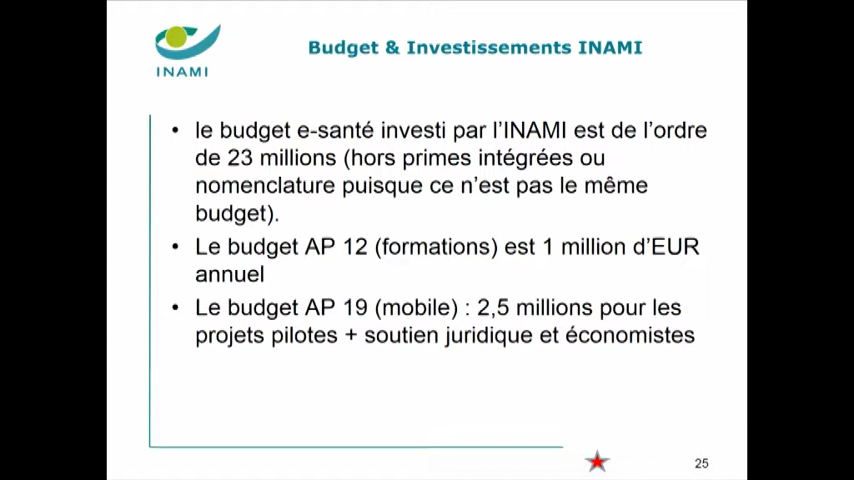 INAMI
Budget & Investissements INAMI
• le budget e-santé investi par l'INAMI est de l'ordre
de 23 millions (hors primes intégrées ou
nomenclature puisque ce n'est pas le même
budget).
• Le budget AP 12 (formations) est 1 million d'EUR
annuel
• Le budget AP 19 (mobile) : 2,5 millions pour les
projets pilotes + soutien juridique et économistes
25